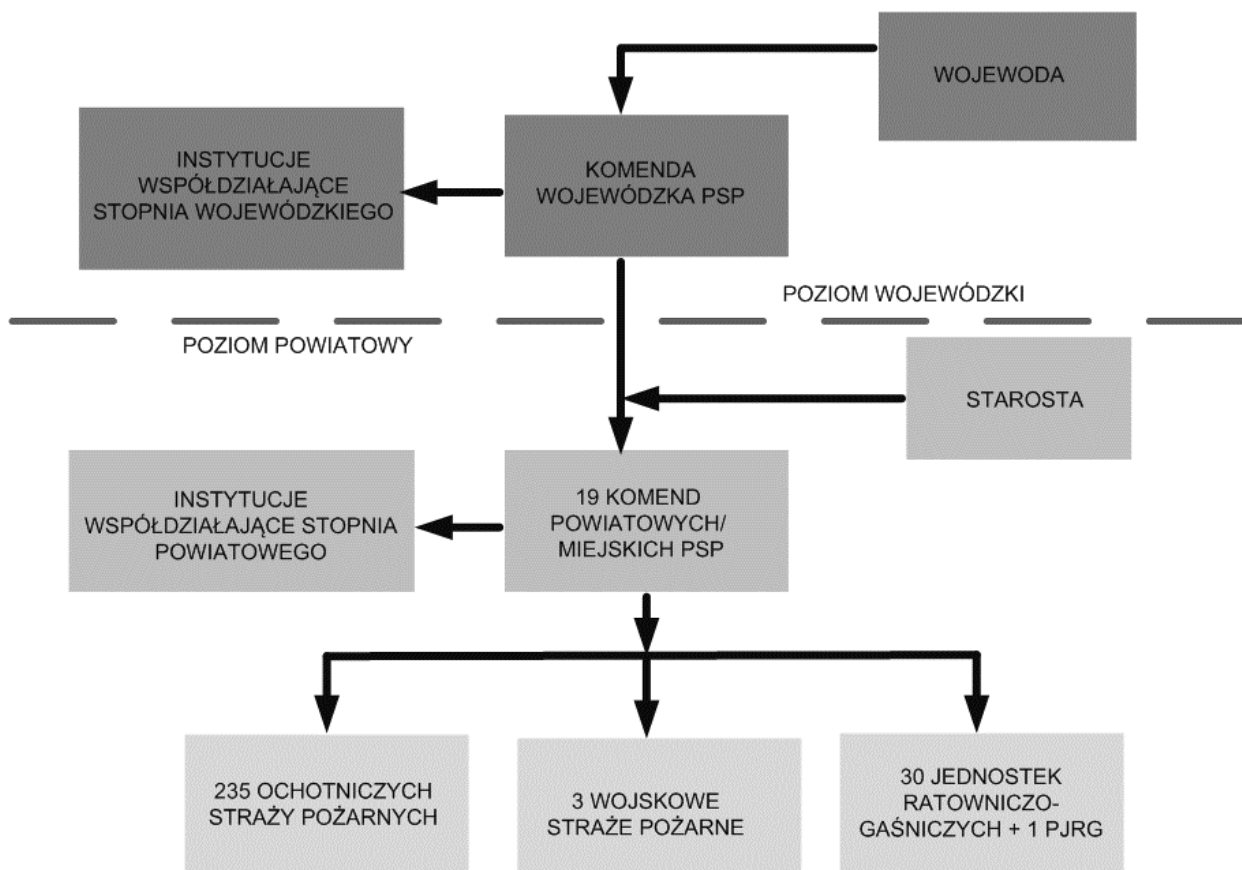 WOJEWODA
INSTYTUCJE
WSPÓŁDZIAŁAJĄCE
STOPNIA WOJEWÓDZKIEGO
KOMENDA
WOJEWÓDZKA PSP
POZIOM WOJEWÓDZKI
POZIOM POWIATOWY
STAROSTA
INSTYTUCJE
WSPÓŁDZIAŁAJĄCE STOPNIA
POWIATOWEGO
19 KOMEND
POWIATOWYCH/
MIEJSKICH PSP
235 OCHOTNICZYCH
STRAŻY POŻARNYCH
3 WOJSKOWE
STRAŻE POŻARNE
30 JEDNOSTEK
RATOWNICZO-
GAŚNICZYCH + 1 PJRG